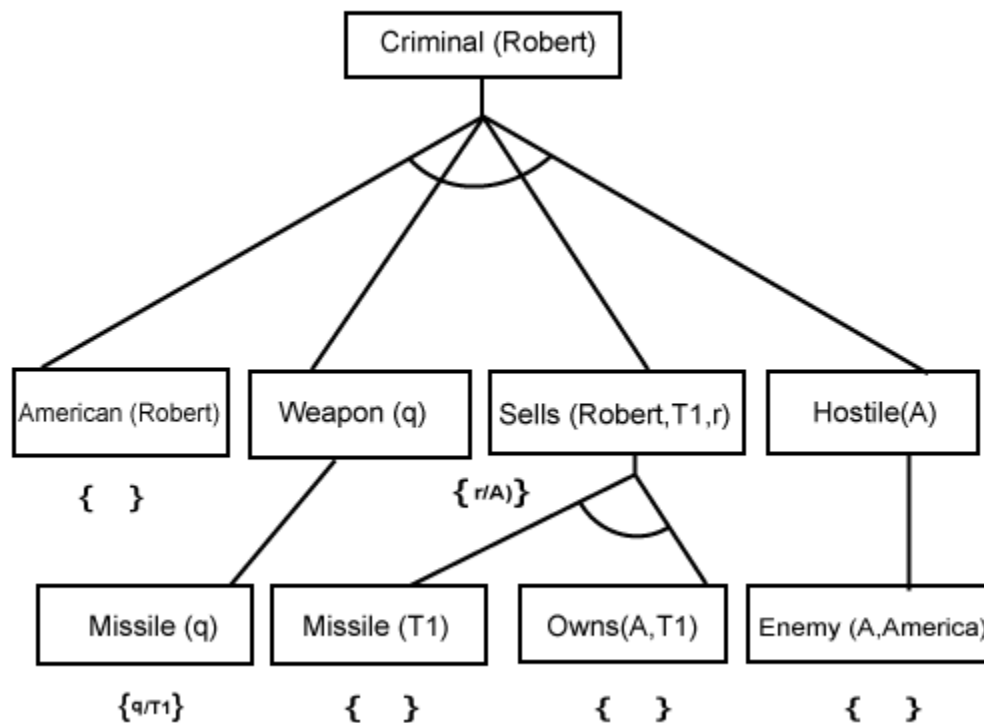 Criminal (Robert)
American (Robert)
Weapon (q)
Sells (Robert,T1,r)
Hostile(A)
{ }
{ r/A)}
Missile (q)
Missile (T1)
Owns(A,T1)
Enemy (A,America)
{q/T1}
{ }
{ }
{ }